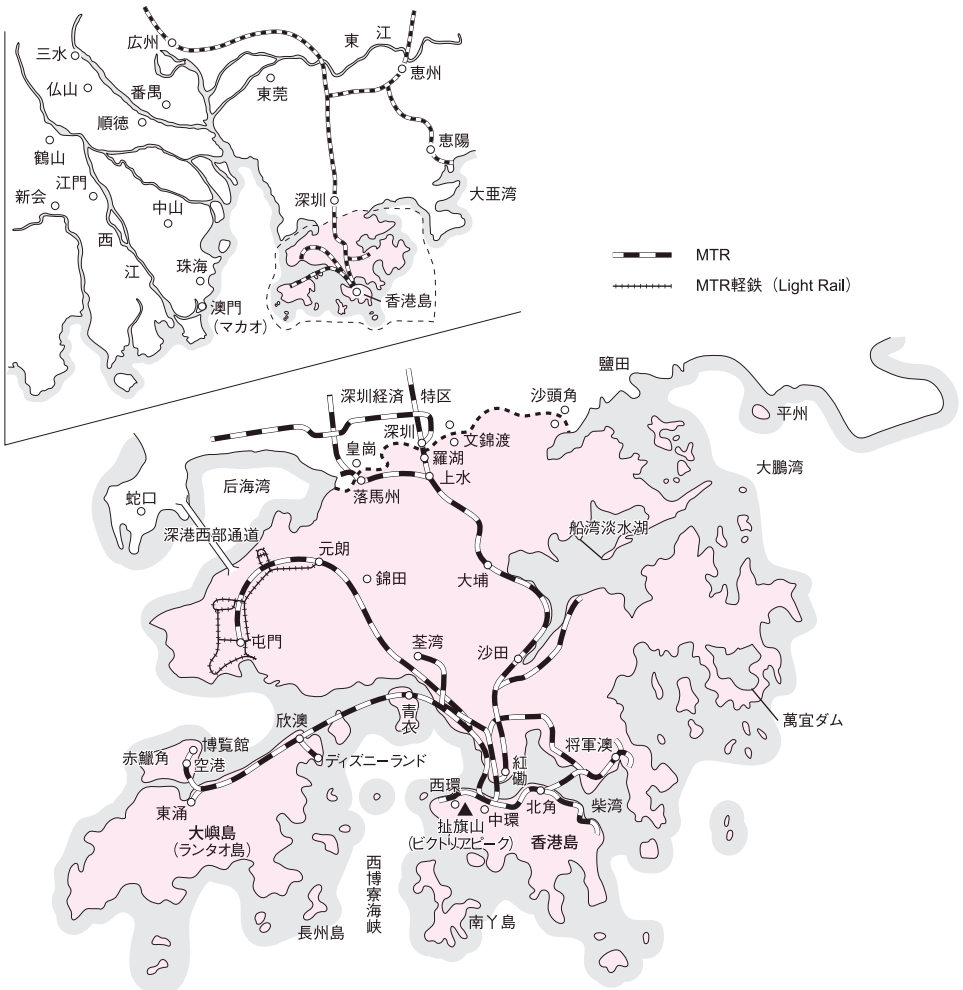 広州
東
江
三水
恵州
仏山
番禺
東莞
順徳
恵陽
鶴山
江門
新会
大亜湾
深圳
中山
西
江
珠海
香港島
澳門
(マカオ)
MTR
MTR軽鉄(Light Rail)
鹽田
深圳経済
特区
沙頭角
平州
深圳
文錦渡
皇崗
羅湖
大鵬湾
上水
落馬州
后海湾
蛇口
船湾淡水湖
深港西部通道
元朗
錦田
大埔
屯門
荃湾
沙田
青
衣
萬宜ダム
欣澳
博覧館
赤鱲角
空港
ディズニーランド
将軍澳
紅
磡
西環
東涌
北角
柴湾
中環
扯旗山
(ビクトリアピーク)
香港島
大嶼島
(ランタオ島)
西
博
寮
海
峡
長州島
南丫島